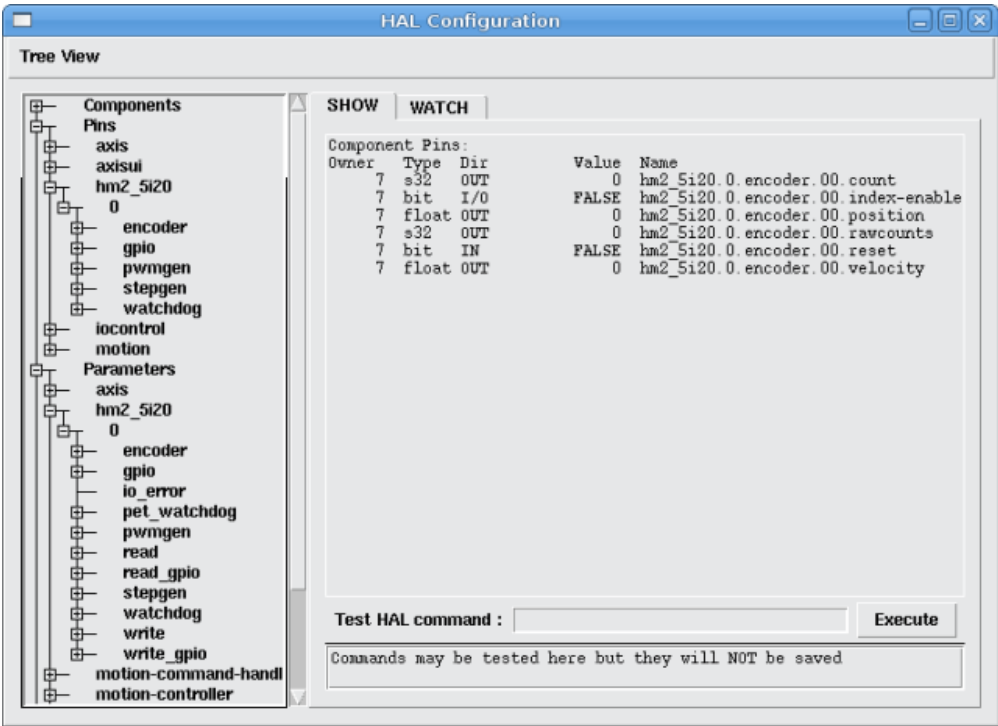 HAL Configuration
Tree View
Components
Pins
axis
axisui
hm2_5i20
0
encoder
gpio
pwmgen
stepgen
watchdog
iocontrol
motion
Parameters
axis
hm2_5i20
0
encoder
gpio
io_error
pet_watchdog
pwmgen
read
read_gpio
stepgen
watchdog
write
write_gpio
motion-command-handl
motion-controller
SHOW WATCH
Component Pins:
Owner Type Dir Value Name
7 s32 OUT 0 hm2_5i20.0.encoder.00.count
7 bit I/O FALSE hm2_5i20.0.encoder.00.index-enable
7 float OUT 0 hm2_5i20.0.encoder.00.position
7 s32 OUT 0 hm2_5i20.0.encoder.00.rawcounts
7 bit IN FALSE hm2_5i20.0.encoder.00.reset
7 float OUT 0 hm2_5i20.0.encoder.00.velocity
Test HAL command : Execute
Commands may be tested here but they will NOT be saved